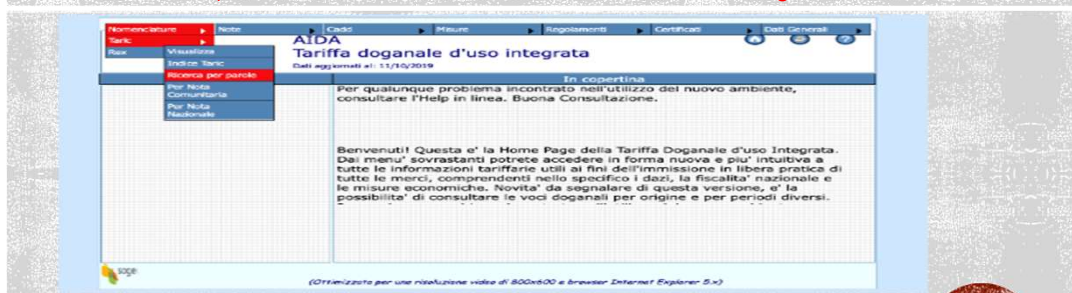 Nomenclature Note Cadd Misure Regolamenti Certificati Dati Generali
Taric
Visualizza
Indice Taric
Ricerca per parole
Per Nota
Comunitaria
Per Nota
Nazionale
AIDA
Tariffa doganale d'uso integrata
Dati aggiornati al: 11/10/2019
In copertina
Per qualunque problema incontrato nell'utilizzo del nuovo ambiente,
consultare l'Help in linea. Buona Consultazione.
Benvenuti! Questa e' la Home Page della Tariffa Doganale d'uso Integrata.
Dai menu' sovrastanti potrete accedere in forma nuova e piu' intuitiva a
tutte le informazioni tariffarie utili ai fini dell'immissione in libera pratica di
tutte le merci, comprendenti nello specifico i dazi, la fiscalita' nazionale e
le misure economiche. Novita' da segnalare di questa versione, e' la
possibilita' di consultare le voci doganali per origine e per periodi diversi.
(Ottimizzato per una risoluzione video di 800x600 e browser Internet Explorer 5.x)